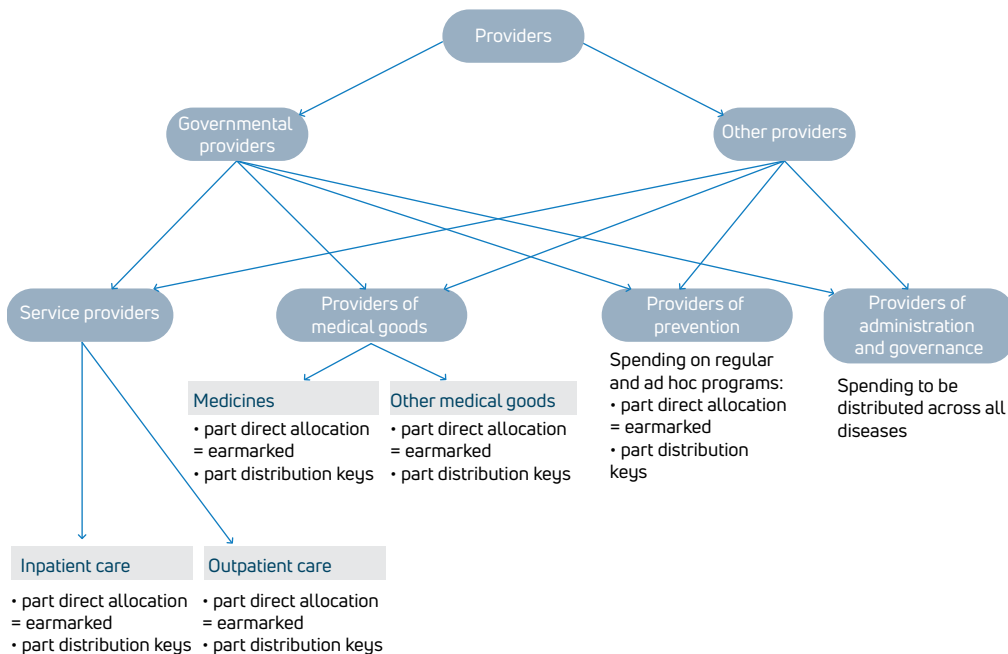 Providers
Governmental
providers
Other providers
Service providers
Providers of
medical goods
Providers of
prevention
Providers of
administration
and governance
Spending on regular
and ad hoc programs:
• part direct allocation
= earmarked
• part distribution
keys
Spending to be
distributed across all
diseases
Medicines
• part direct allocation
= earmarked
• part distribution keys
Other medical goods
• part direct allocation
= earmarked
• part distribution keys
Inpatient care
• part direct allocation
= earmarked
• part distribution keys
Outpatient care
• part direct allocation
= earmarked
• part distribution keys